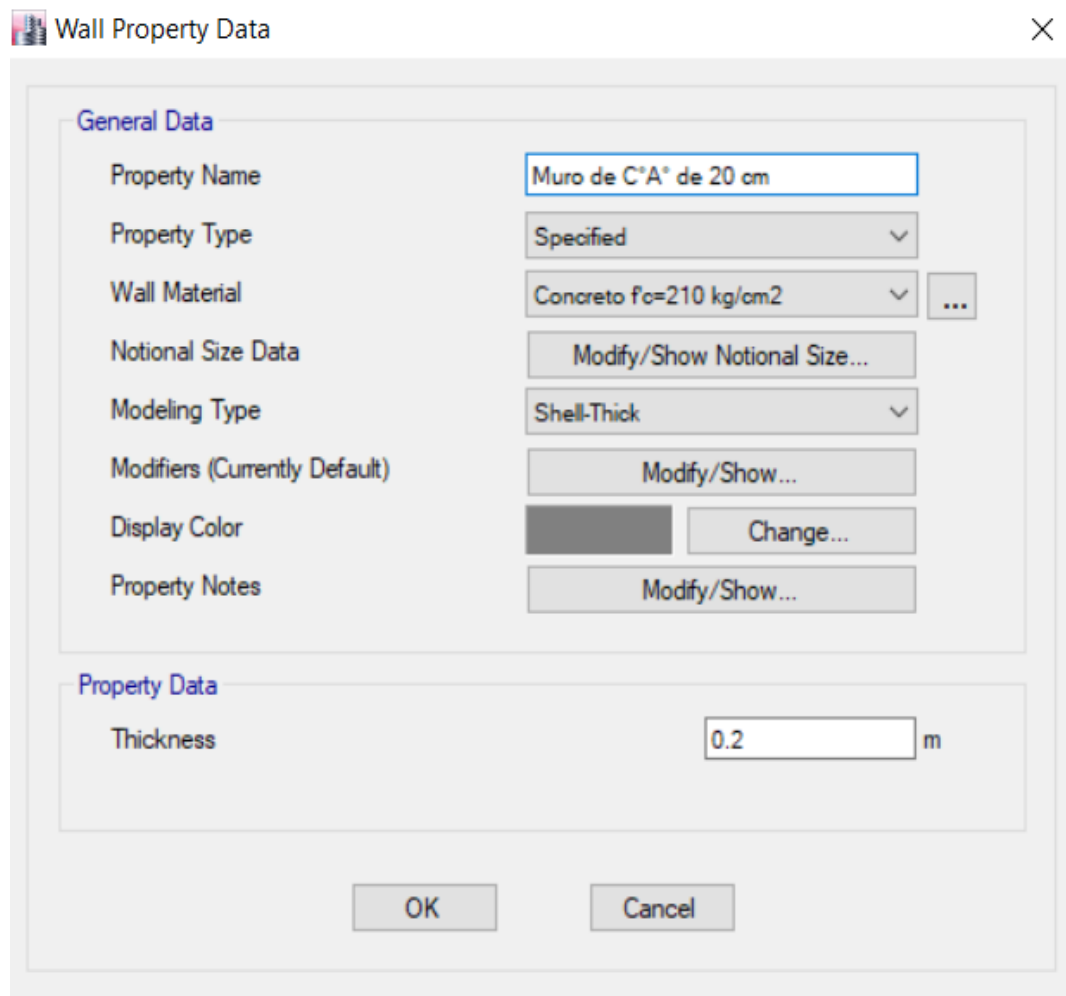 Wall Property Data
General Data
Property Name Muro de C°A° de 20 cm
Property Type Specified
Wall Material Concreto f'c=210 kg/cm2 ...
Notional Size Data Modify/Show Notional Size...
Modeling Type Shell-Thick
Modifiers (Currently Default) Modify/Show...
Display Color Change...
Property Notes Modify/Show...
Property Data
Thickness 0.2 m
OK Cancel